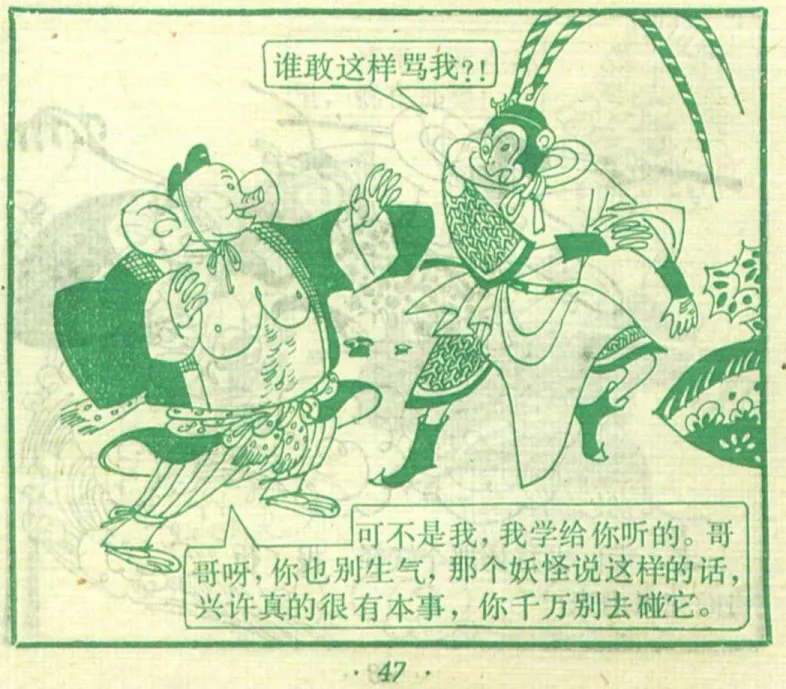 谁敢这样骂我?!
可不是我,我学给你听的。哥
哥呀,你也别生气,那个妖怪说这样的话,
兴许真的很有本事,你千万别去碰它。
·47·